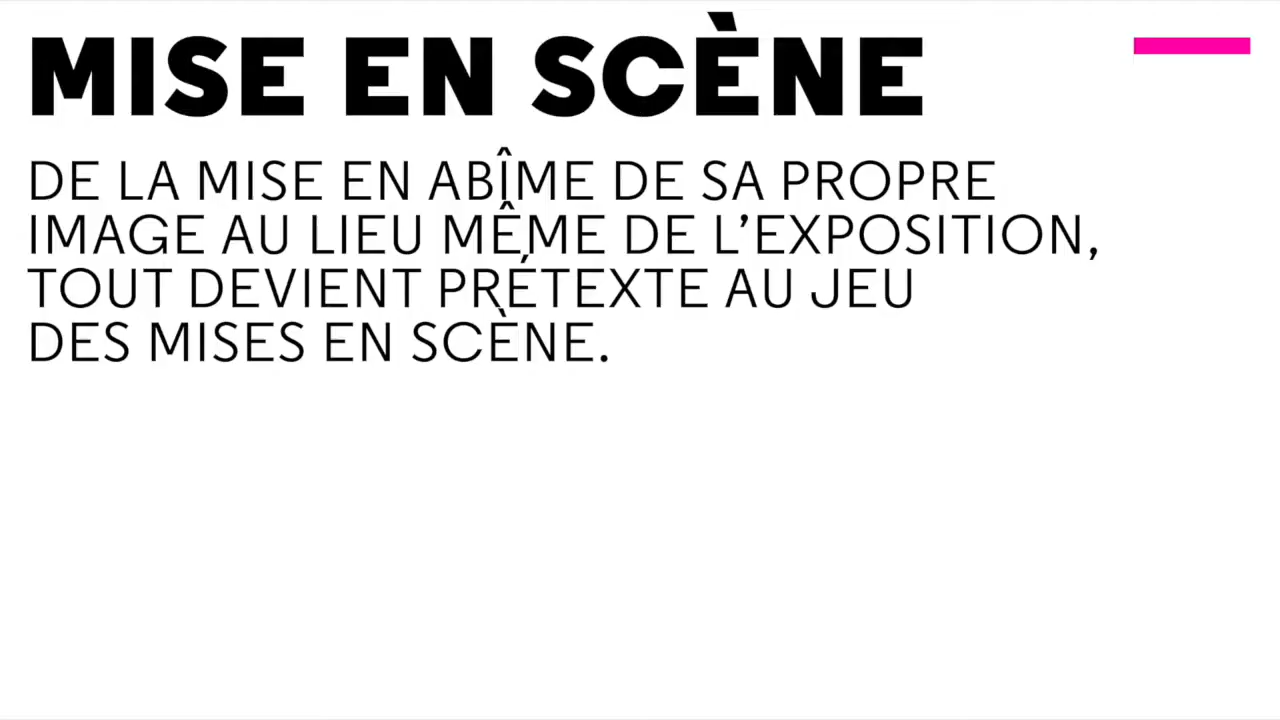 MISE EN SCÈNE
DE LA MISE EN ABÎME DE SA PROPRE
IMAGE AU LIEU MÊME DE L’EXPOSITION,
TOUT DEVIENT PRÉTEXTE AU JEU
DES MISES EN SCÈNE.